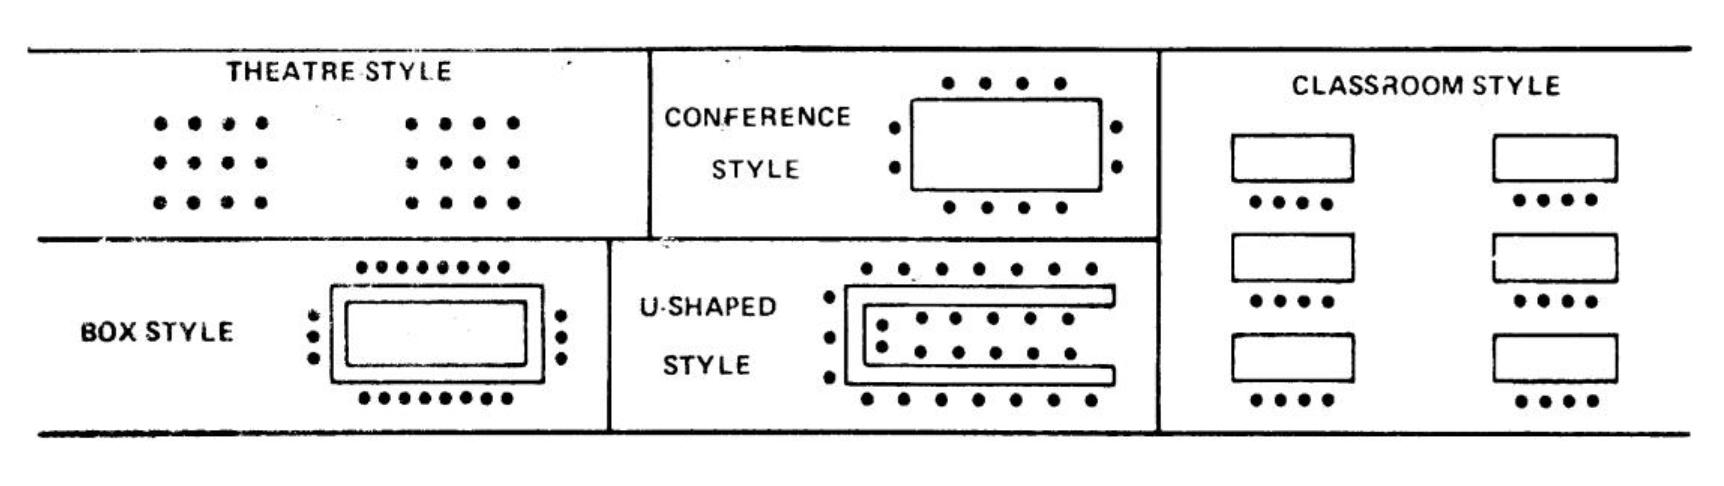 THEATRE STYLE
CONFERENCE
STYLE
CLASSROOM STYLE
BOX STYLE
U-SHAPED
STYLE